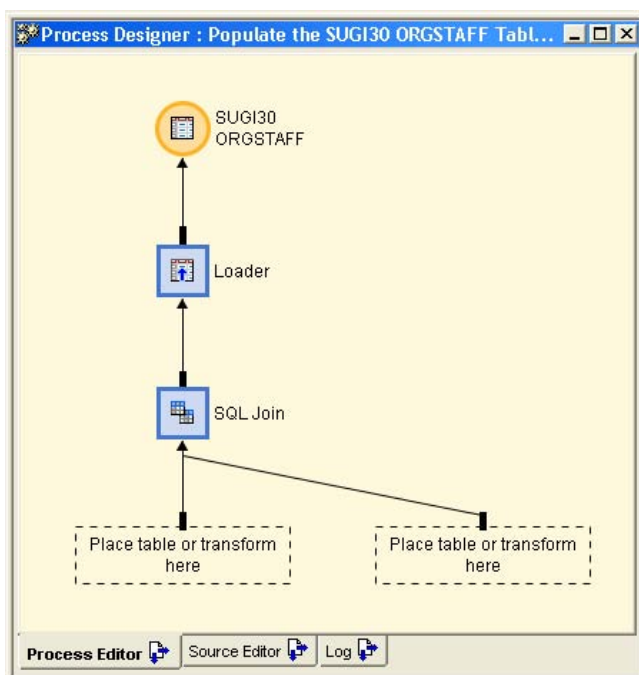 Process Designer : Populate the SUGI30 ORGSTAFF Tabl...
SUGI30
ORGSTAFF
Loader
SQL Join
Place table or transform
here
Place table or transform
here
Process Editor
Source Editor
Log